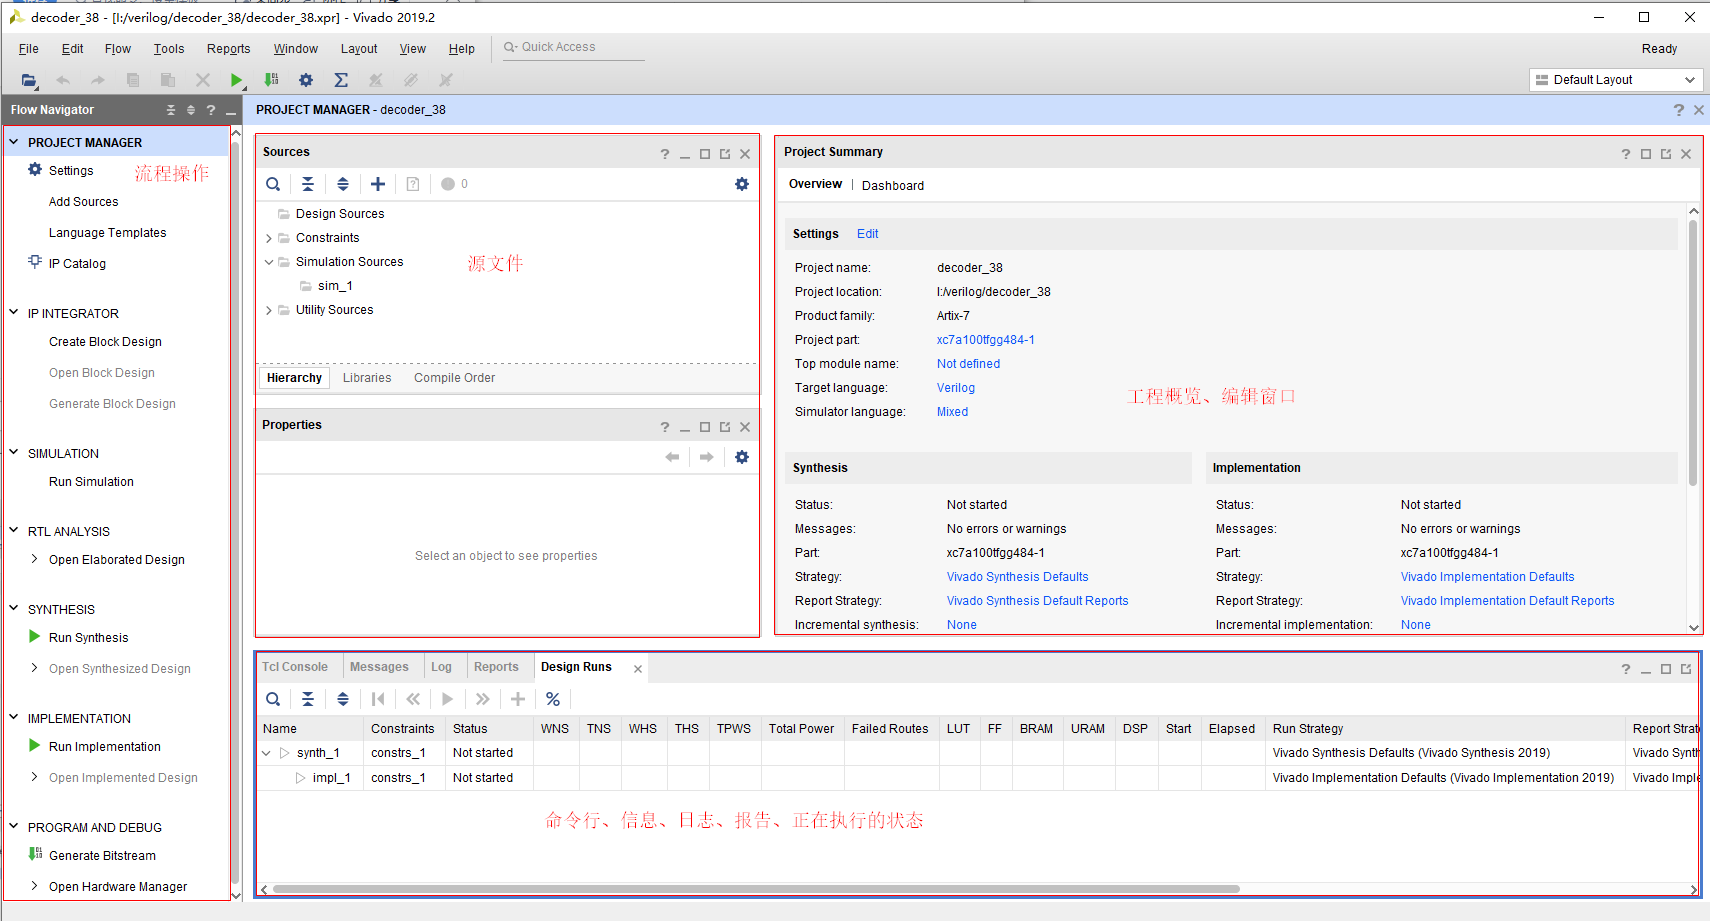 decoder_38 - [I:/verilog/decoder_38/decoder_38.xpr] - Vivado 2019.2
File Edit Flow Tools Reports Window Layout View Help Quick Access Ready
Default Layout
Flow Navigator
PROJECT MANAGER
Settings
流程操作
Add Sources
Language Templates
IP Catalog
IP INTEGRATOR
Create Block Design
Open Block Design
Generate Block Design
SIMULATION
Run Simulation
RTL ANALYSIS
Open Elaborated Design
SYNTHESIS
Run Synthesis
Open Synthesized Design
IMPLEMENTATION
Run Implementation
Open Implemented Design
PROGRAM AND DEBUG
Generate Bitstream
Open Hardware Manager
PROJECT MANAGER - decoder_38
Sources
0
Design Sources
Constraints
Simulation Sources
sim_1
Utility Sources
源文件
Hierarchy Libraries Compile Order
Properties
Select an object to see properties
Project Summary
Overview | Dashboard
Settings Edit
Project name: decoder_38
Project location: I:/verilog/decoder_38
Product family: Artix-7
Project part: xc7a100tfgg484-1
Top module name: Not defined
Target language: Verilog
Simulator language: Mixed
工程概览、编辑窗口
Synthesis
Status: Not started
Messages: No errors or warnings
Part: xc7a100tfgg484-1
Strategy: Vivado Synthesis Defaults
Report Strategy: Vivado Synthesis Default Reports
Incremental synthesis: None
Implementation
Status: Not started
Messages: No errors or warnings
Part: xc7a100tfgg484-1
Strategy: Vivado Implementation Defaults
Report Strategy: Vivado Implementation Default Reports
Incremental implementation: None
Tcl Console Messages Log Reports Design Runs
Name Constraints Status WNS TNS WHS THS TPWS Total Power Failed Routes LUT FF BRAM URAM DSP Start Elapsed Run Strategy Report Strat
synth_1 constrs_1 Not started Vivado Synthesis Defaults (Vivado Synthesis 2019) Vivado Synth
impl_1 constrs_1 Not started Vivado Implementation Defaults (Vivado Implementation 2019) Vivado Imple
命令行、信息、日志、报告、正在执行的状态